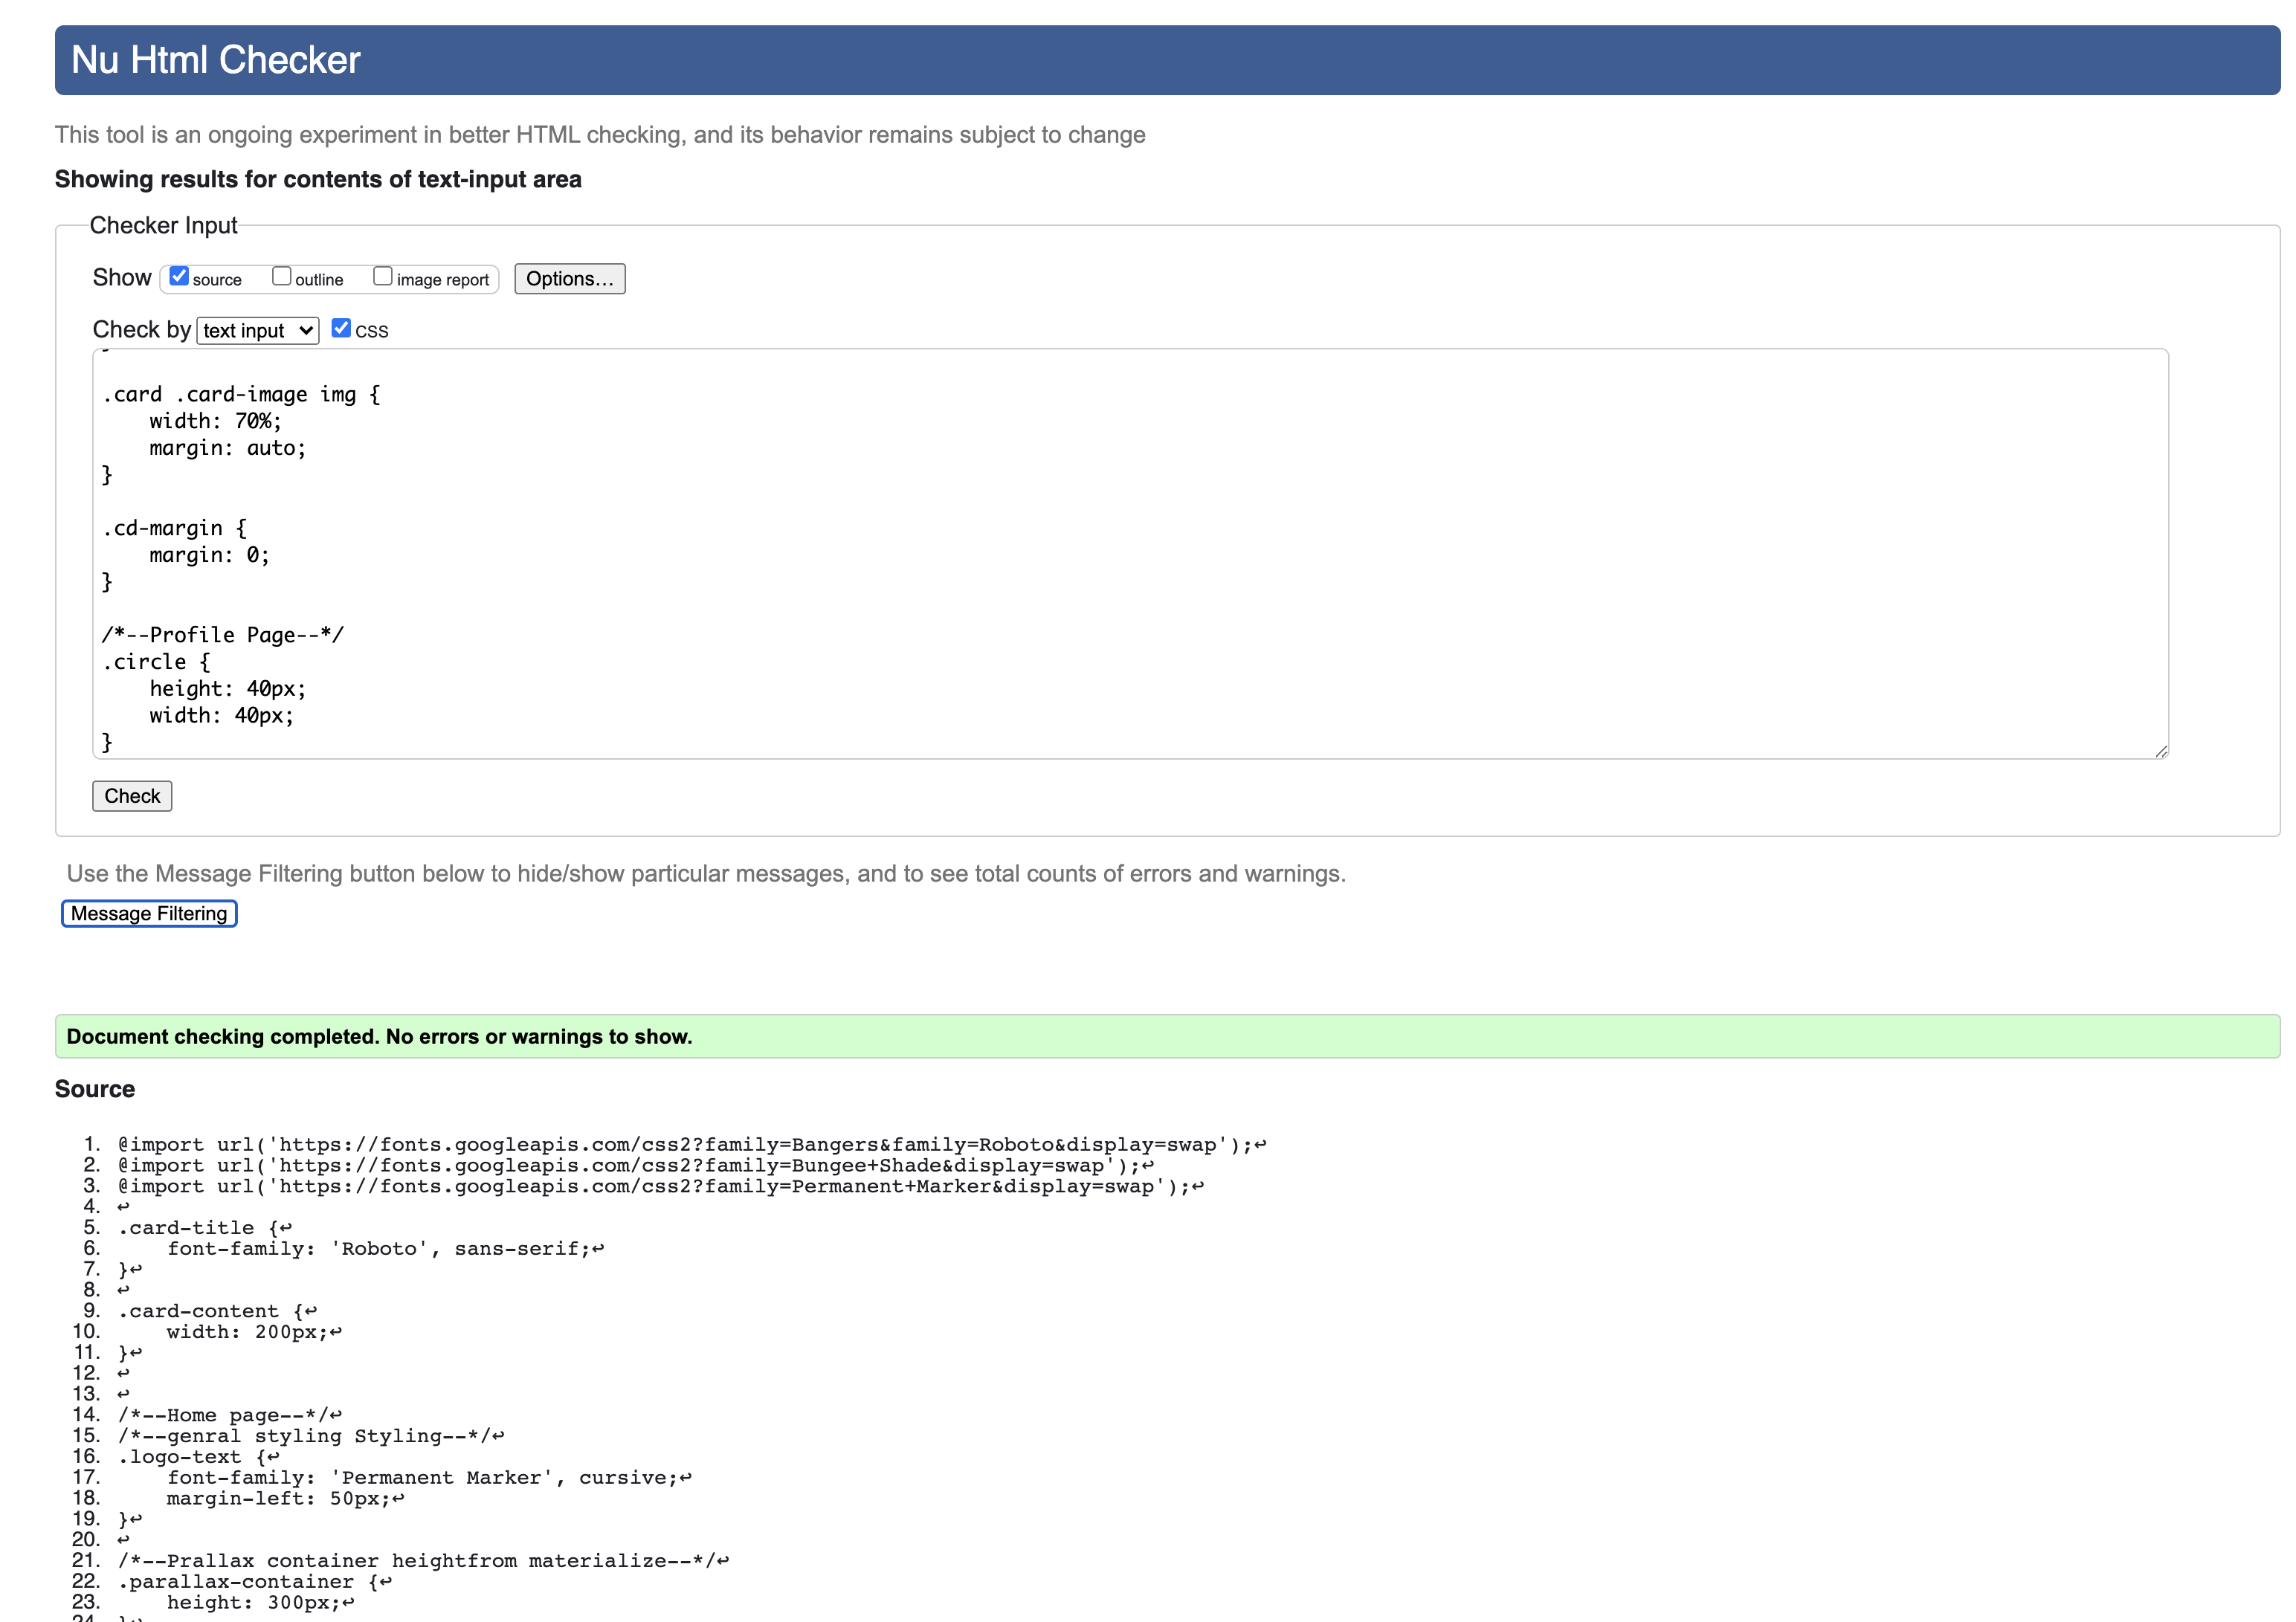 Nu Html Checker
This tool is an ongoing experiment in better HTML checking, and its behavior remains subject to change
Showing results for contents of text-input area
Checker Input
Show source outline image report Options...
Check by text input CSS
.card .card-image img {
    width: 70%;
    margin: auto;
}
.cd-margin {
    margin: 0;
}
/*--Profile Page--*/
.circle {
    height: 40px;
    width: 40px;
}
Check
Use the Message Filtering button below to hide/show particular messages, and to see total counts of errors and warnings.
Message Filtering
Document checking completed. No errors or warnings to show.
Source
1. @import url('https://fonts.googleapis.com/css2?family=Bangers&family=Roboto&display=swap');↩
2. @import url('https://fonts.googleapis.com/css2?family=Bungee+Shade&display=swap');↩
3. @import url('https://fonts.googleapis.com/css2?family=Permanent+Marker&display=swap');↩
4. ↩
5. .card-title {↩
6.     font-family: 'Roboto', sans-serif;↩
7. }↩
8. ↩
9. .card-content {↩
10.     width: 200px;↩
11. }↩
12. ↩
13. ↩
14. /*--Home page--*/↩
15. /*--genral styling Styling--*/↩
16. .logo-text {↩
17.     font-family: 'Permanent Marker', cursive;↩
18.     margin-left: 50px;↩
19. }↩
20. ↩
21. /*--Prallax container heightfrom materialize--*/↩
22. .parallax-container {↩
23.     height: 300px;↩